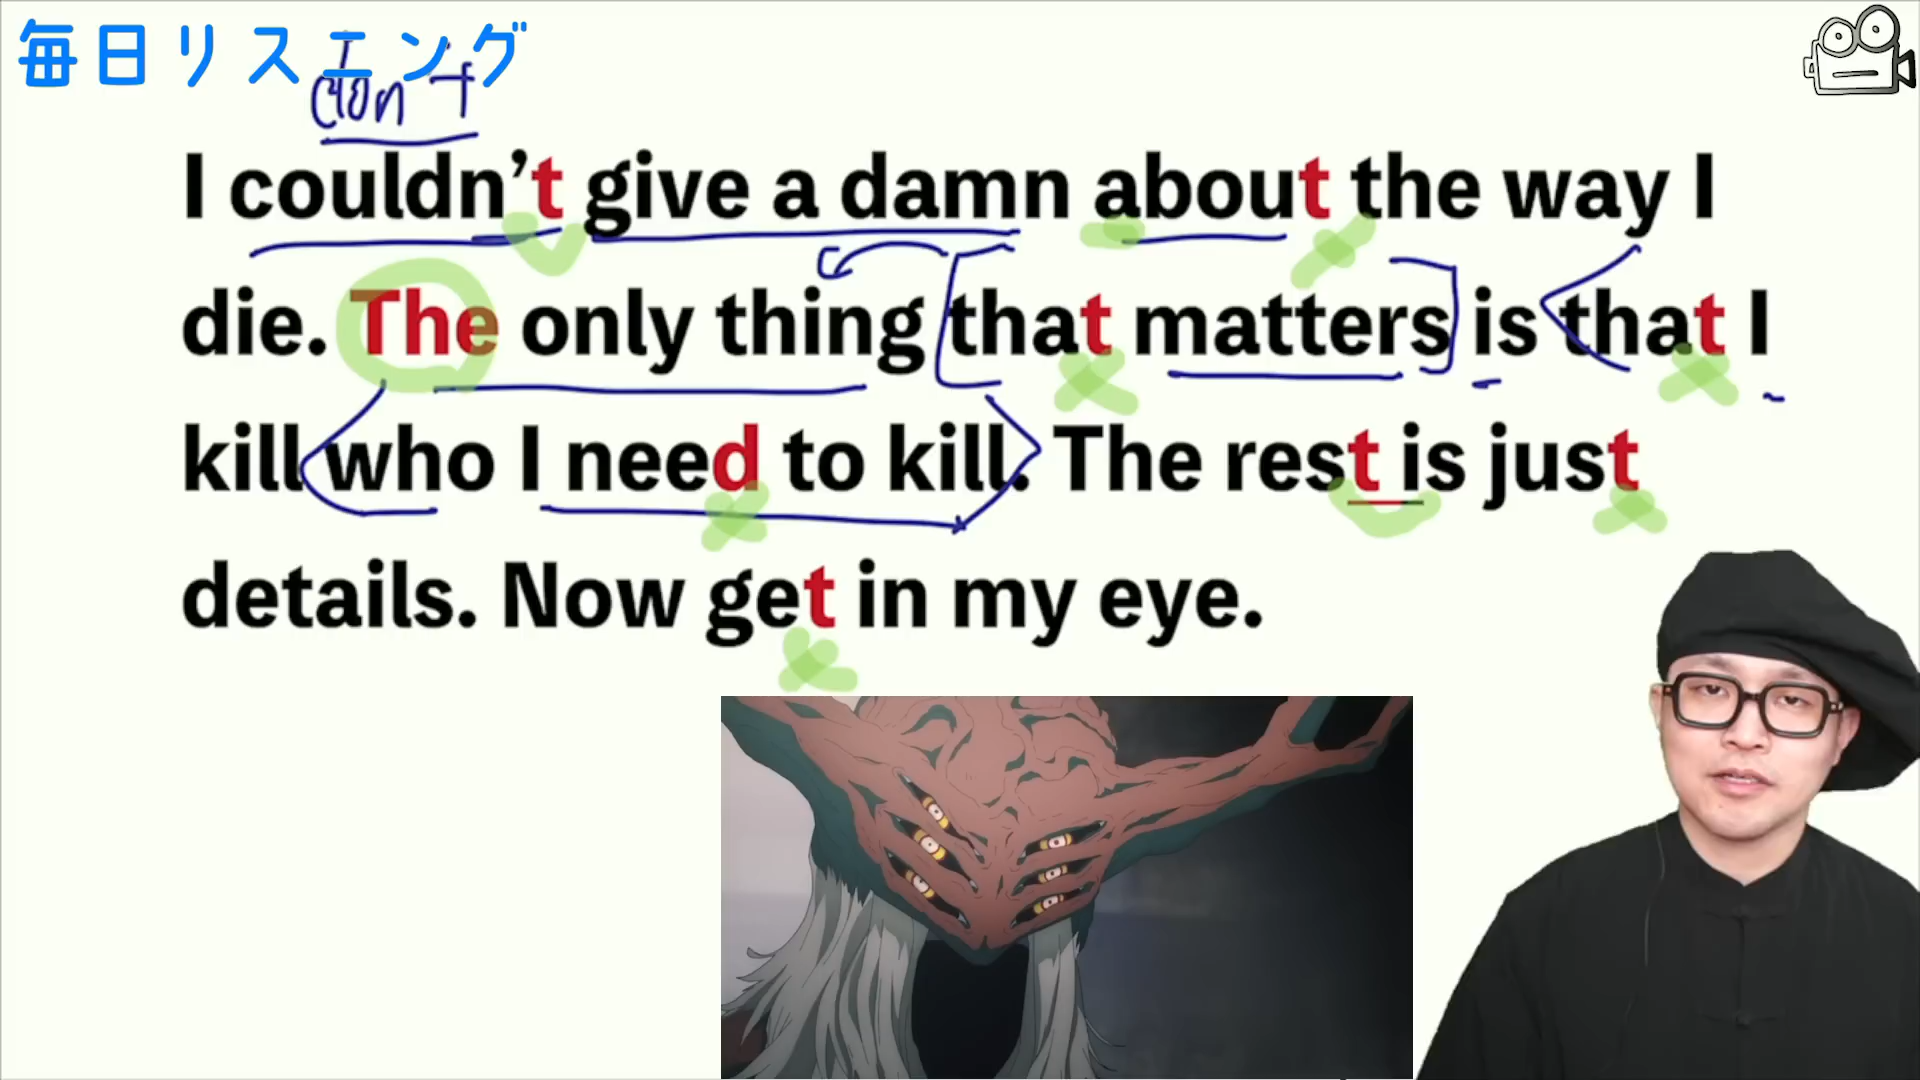 毎日リスニング
don't
I couldn’t give a damn about the way I
die. The only thing that matters is that I
kill who I need to kill. The rest is just
details. Now get in my eye.